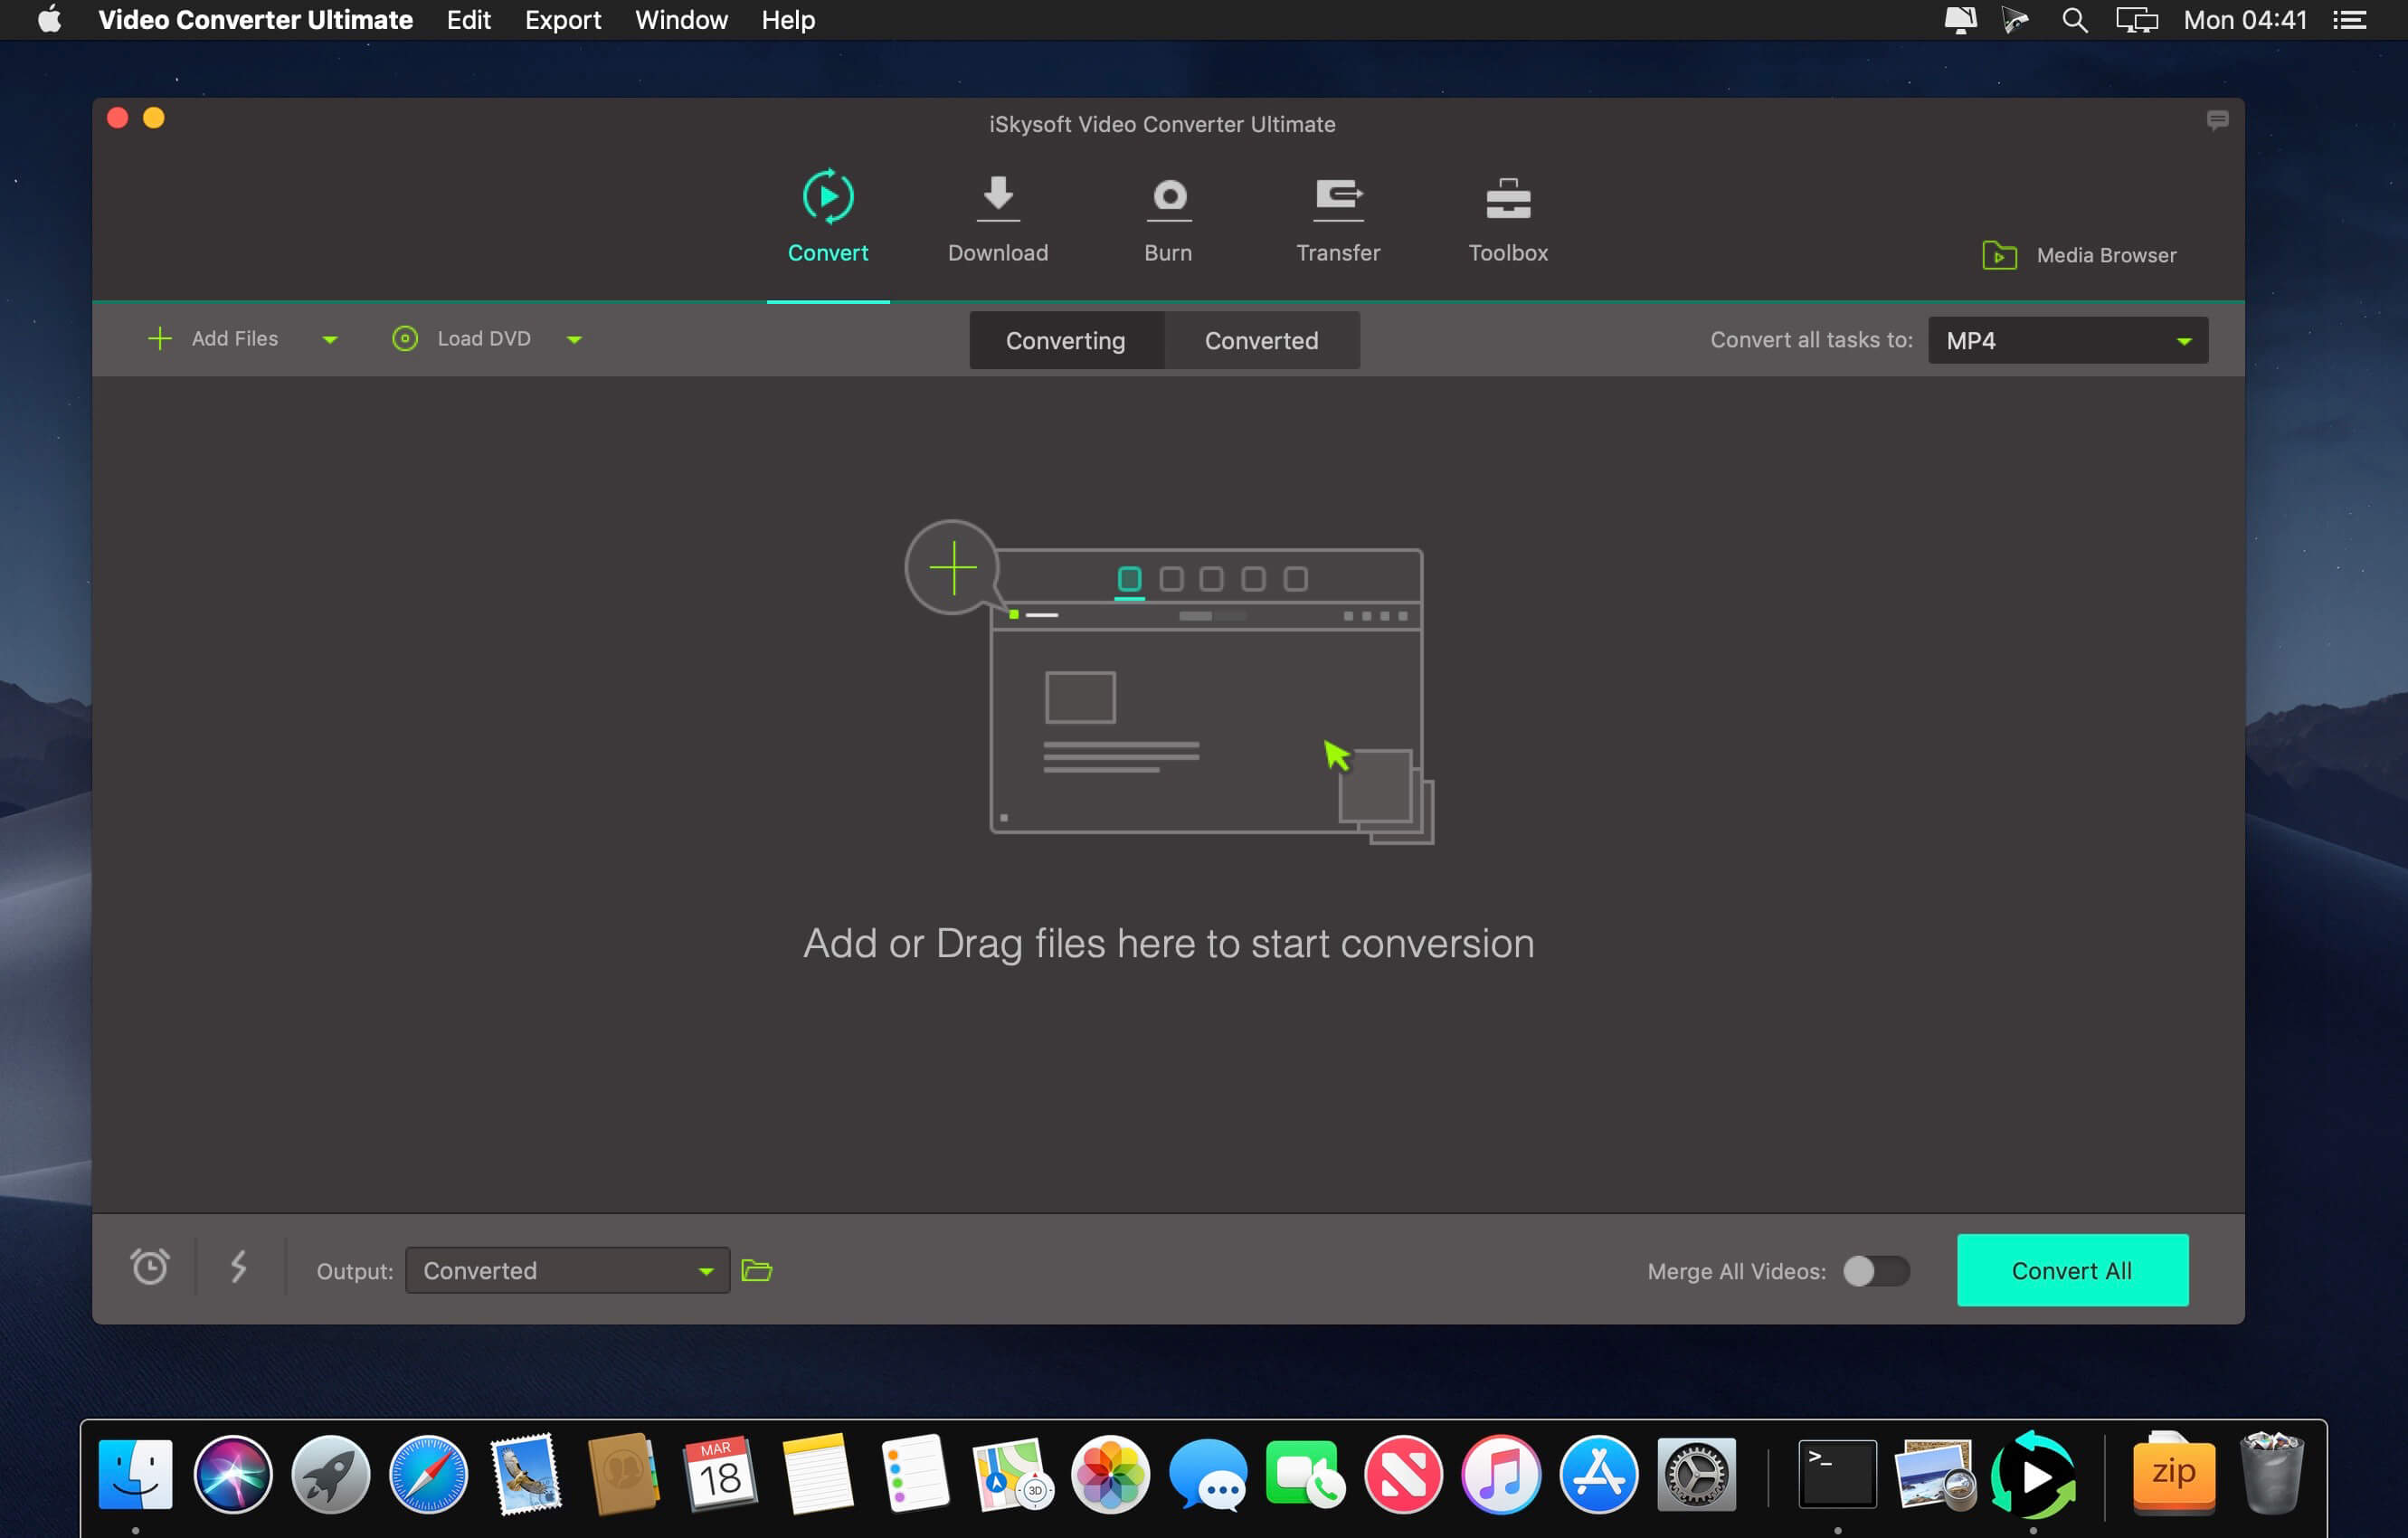 Video Converter Ultimate Edit Export Window Help Mon 04:41
iSkysoft Video Converter Ultimate
Convert Download Burn Transfer Toolbox
Media Browser
Add Files Load DVD Converting Converted Convert all tasks to: MP4
Add or Drag files here to start conversion
Output: Converted Merge All Videos: Convert All
MAR
18
3D
>_
zip